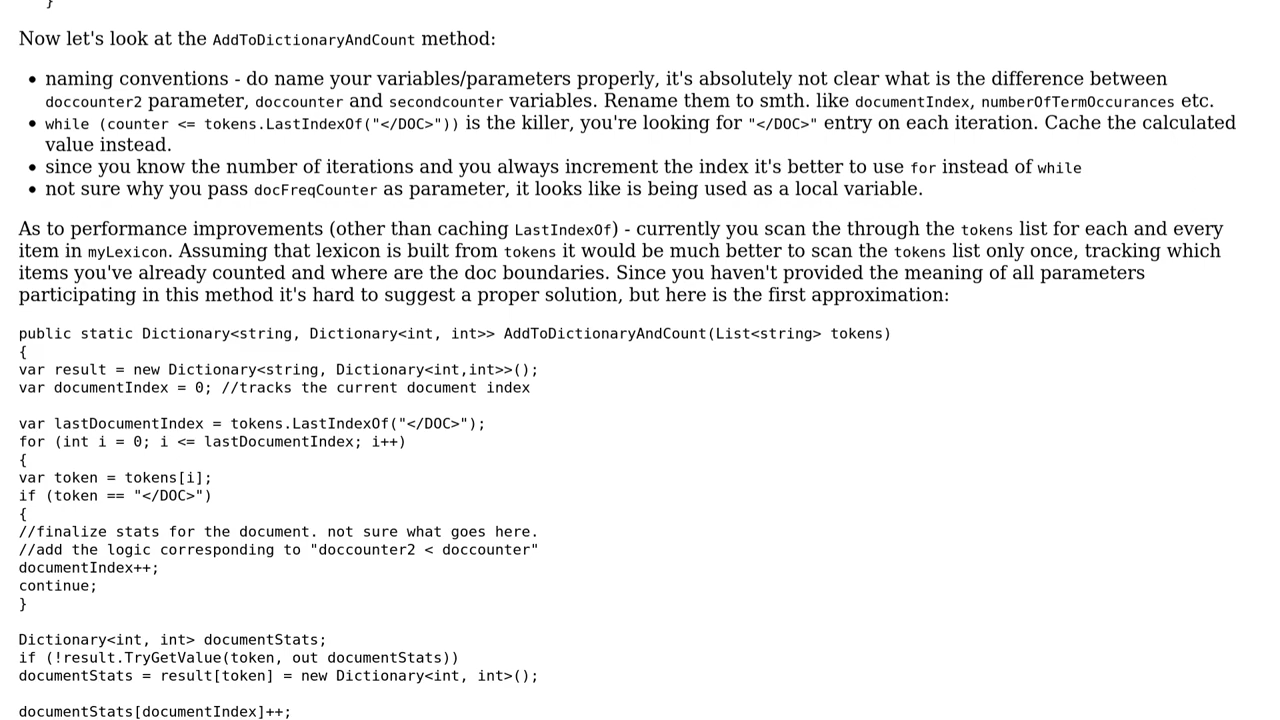 }
Now let's look at the AddToDictionaryAndCount method:
• naming conventions - do name your variables/parameters properly, it's absolutely not clear what is the difference between
doccounter2 parameter, doccounter and secondcounter variables. Rename them to smth. like documentIndex, numberOfTermOccurances etc.
• while (counter <= tokens.LastIndexOf("</DOC>")) is the killer, you're looking for "</DOC>" entry on each iteration. Cache the calculated
value instead.
• since you know the number of iterations and you always increment the index it's better to use for instead of while
• not sure why you pass docFreqCounter as parameter, it looks like is being used as a local variable.
As to performance improvements (other than caching LastIndexOf) - currently you scan the through the tokens list for each and every
item in myLexicon. Assuming that lexicon is built from tokens it would be much better to scan the tokens list only once, tracking which
items you've already counted and where are the doc boundaries. Since you haven't provided the meaning of all parameters
participating in this method it's hard to suggest a proper solution, but here is the first approximation:
public static Dictionary<string, Dictionary<int, int>> AddToDictionaryAndCount(List<string> tokens)
{
var result = new Dictionary<string, Dictionary<int,int>>();
var documentIndex = 0; //tracks the current document index
var lastDocumentIndex = tokens.LastIndexOf("</DOC>");
for (int i = 0; i <= lastDocumentIndex; i++)
{
var token = tokens[i];
if (token == "</DOC>")
{
//finalize stats for the document. not sure what goes here.
//add the logic corresponding to "doccounter2 < doccounter"
documentIndex++;
continue;
}
Dictionary<int, int> documentStats;
if (!result.TryGetValue(token, out documentStats))
documentStats = result[token] = new Dictionary<int, int>();
documentStats[documentIndex]++;